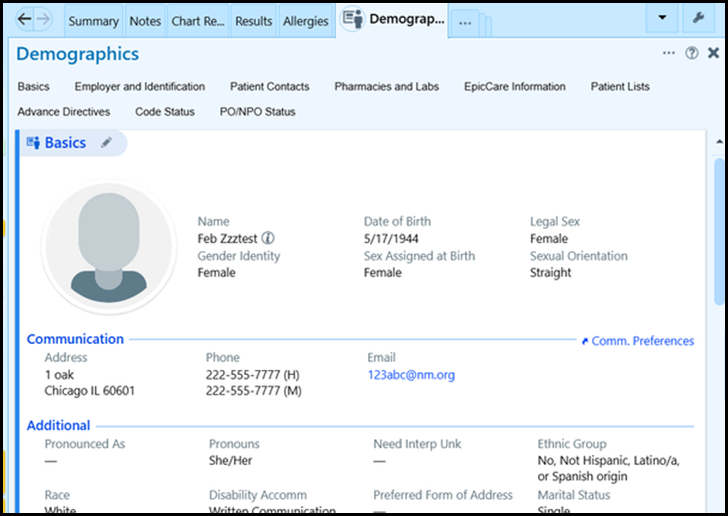 Summary Notes Chart Re... Results Allergies Demograp... ...
Demographics
Basics Employer and Identification Patient Contacts Pharmacies and Labs EpicCare Information Patient Lists
Advance Directives Code Status PO/NPO Status
Basics
Name Date of Birth Legal Sex
Feb Zzztest 5/17/1944 Female
Gender Identity Sex Assigned at Birth Sexual Orientation
Female Female Straight
Communication Comm. Preferences
Address Phone Email
1 oak 222-555-7777 (H) 123abc@nm.org
Chicago IL 60601 222-555-7777 (M)
Additional
Pronounced As Pronouns Need Interp Unk Ethnic Group
— She/Her — No, Not Hispanic, Latino/a,
or Spanish origin
Race Disability Accomm Preferred Form of Address Marital Status
White Written Communication — Single